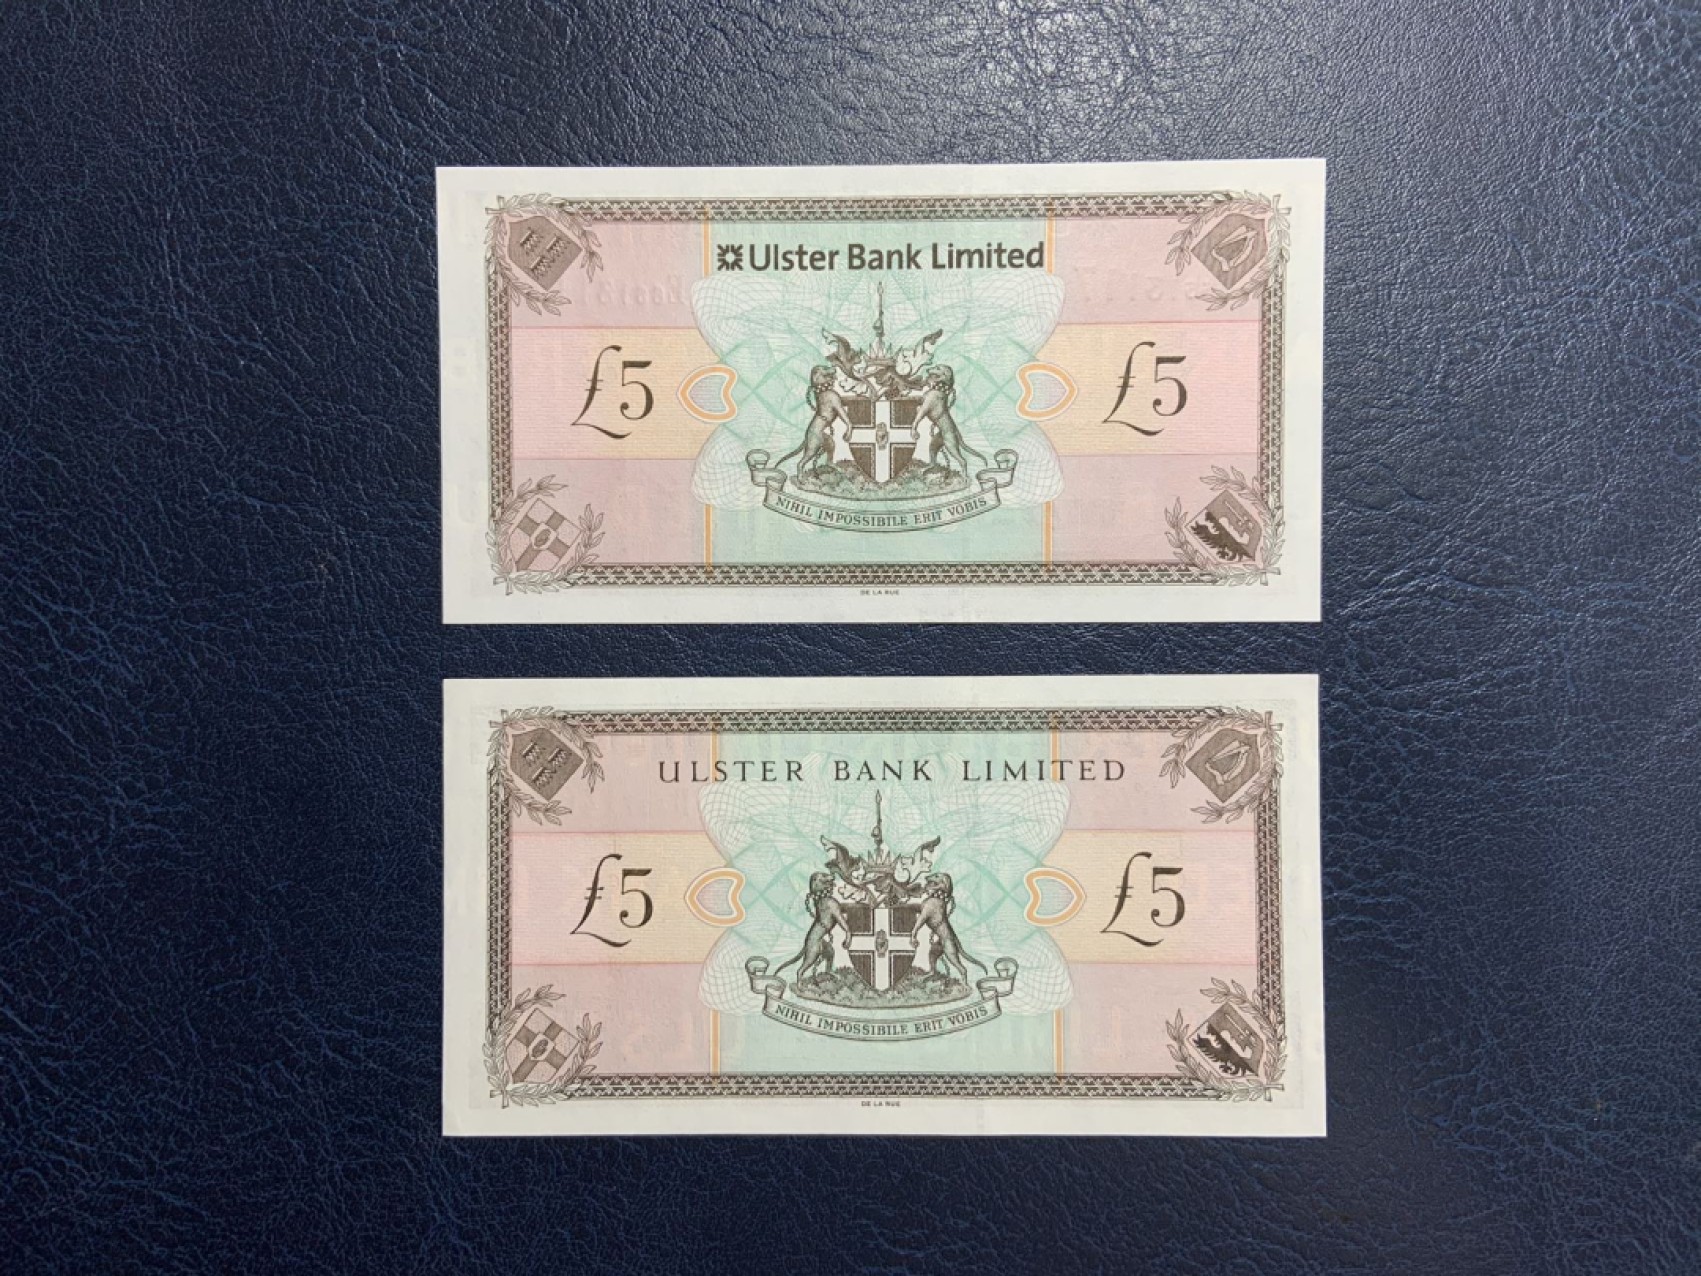 Ulster Bank Limited
£5 £5
NIHIL IMPOSSIBILE ERIT VOBIS
DE LA RUE
ULSTER BANK LIMITED
£5 £5
NIHIL IMPOSSIBILE ERIT VOBIS
DE LA RUE